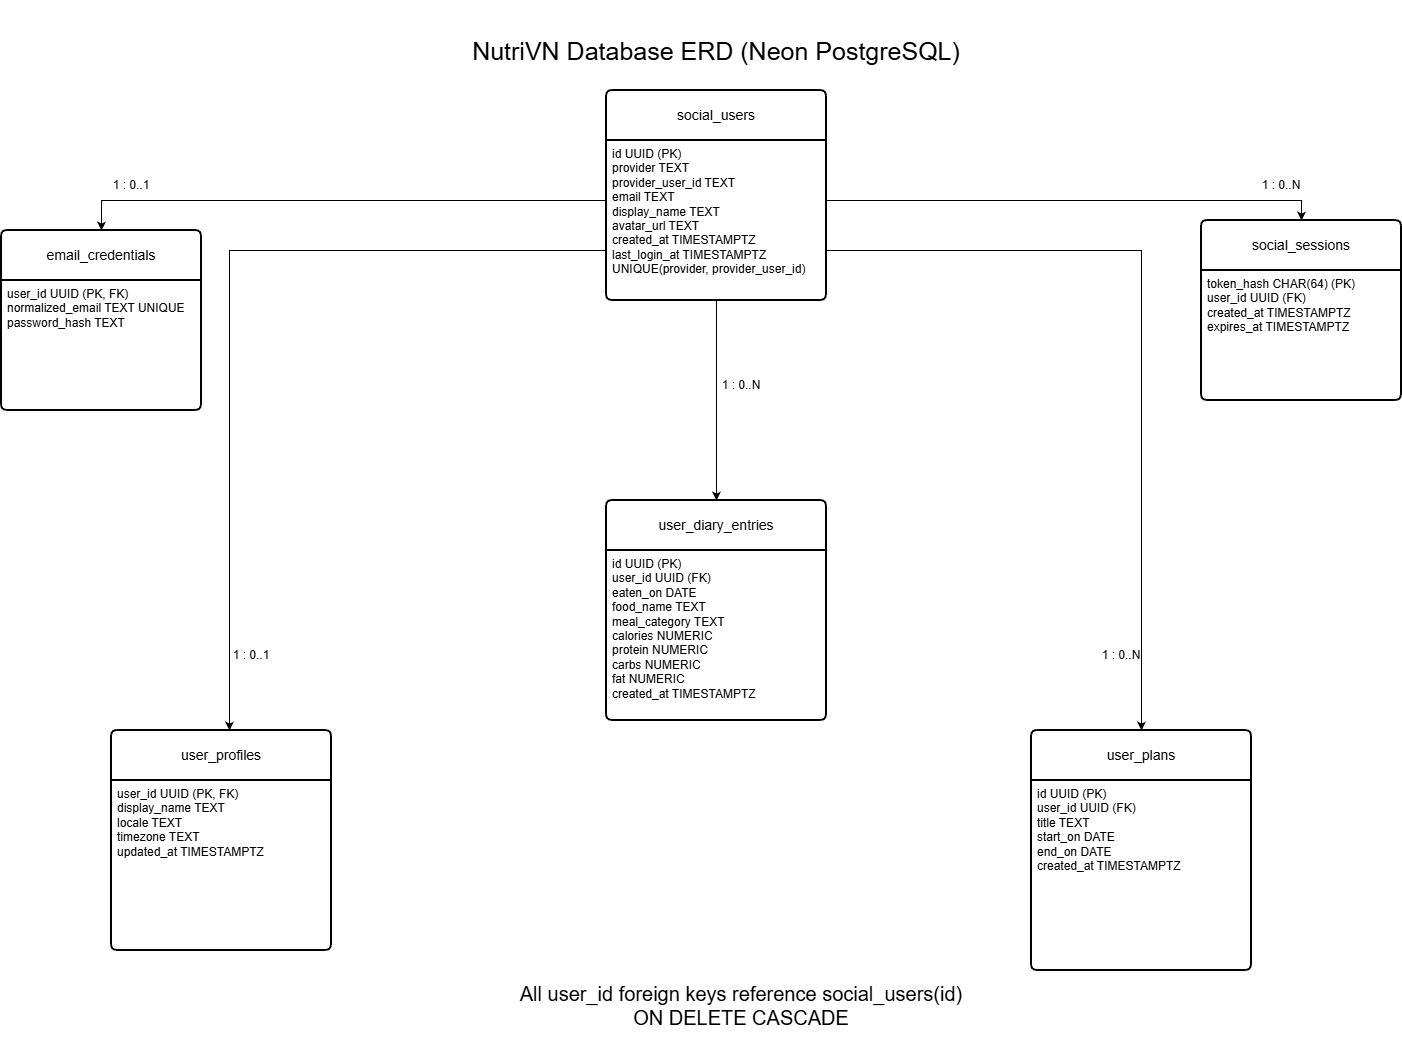 NutriVN Database ERD (Neon PostgreSQL)
social_users
id UUID (PK)
provider TEXT
provider_user_id TEXT
email TEXT
display_name TEXT
avatar_url TEXT
created_at TIMESTAMPTZ
last_login_at TIMESTAMPTZ
UNIQUE(provider, provider_user_id)
1 : 0..1
email_credentials
user_id UUID (PK, FK)
normalized_email TEXT UNIQUE
password_hash TEXT
1 : 0..N
social_sessions
token_hash CHAR(64) (PK)
user_id UUID (FK)
created_at TIMESTAMPTZ
expires_at TIMESTAMPTZ
1 : 0..N
user_diary_entries
id UUID (PK)
user_id UUID (FK)
eaten_on DATE
food_name TEXT
meal_category TEXT
calories NUMERIC
protein NUMERIC
carbs NUMERIC
fat NUMERIC
created_at TIMESTAMPTZ
1 : 0..1
user_profiles
user_id UUID (PK, FK)
display_name TEXT
locale TEXT
timezone TEXT
updated_at TIMESTAMPTZ
1 : 0..N
user_plans
id UUID (PK)
user_id UUID (FK)
title TEXT
start_on DATE
end_on DATE
created_at TIMESTAMPTZ
All user_id foreign keys reference social_users(id)
ON DELETE CASCADE